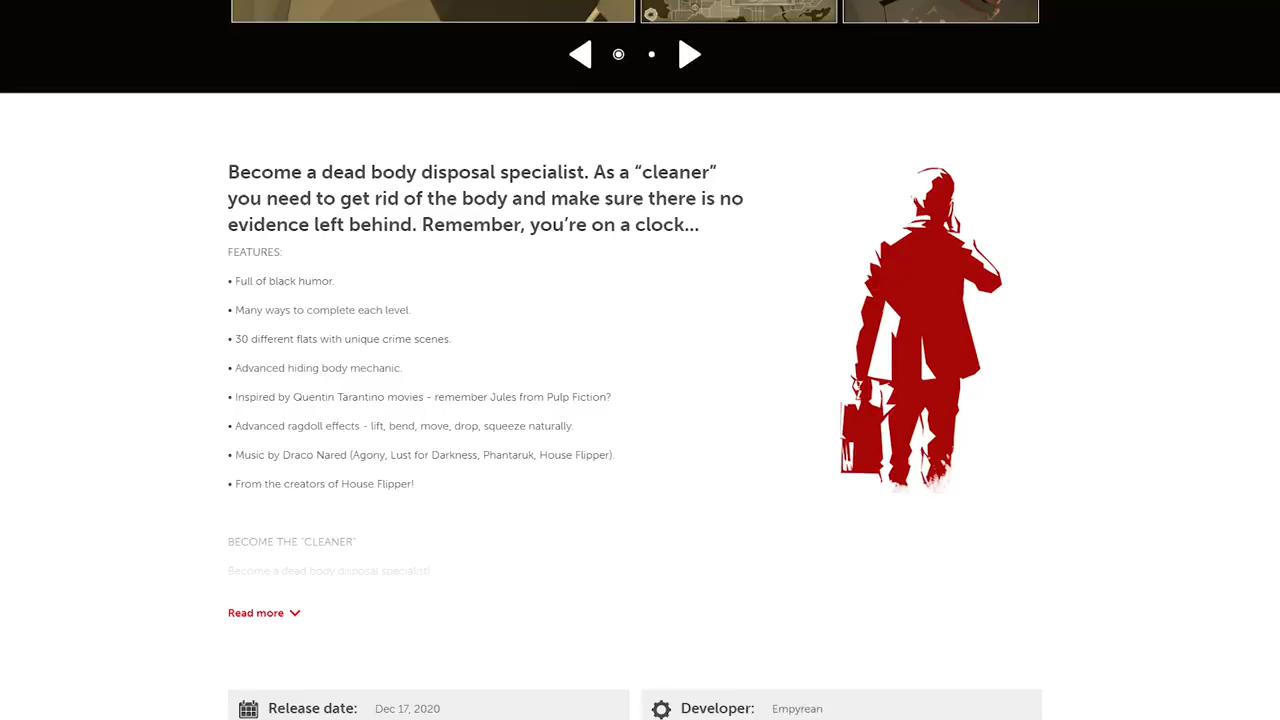 Become a dead body disposal specialist. As a “cleaner”
you need to get rid of the body and make sure there is no
evidence left behind. Remember, you’re on a clock...
FEATURES:
• Full of black humor.
• Many ways to complete each level.
• 30 different flats with unique crime scenes.
• Advanced hiding body mechanic.
• Inspired by Quentin Tarantino movies - remember Jules from Pulp Fiction?
• Advanced ragdoll effects - lift, bend, move, drop, squeeze naturally.
• Music by Draco Nared (Agony, Lust for Darkness, Phantaruk, House Flipper).
• From the creators of House Flipper!
BECOME THE "CLEANER"
Become a dead body disposal specialist!
Read more
Release date: Dec 17, 2020
Developer: Empyrean